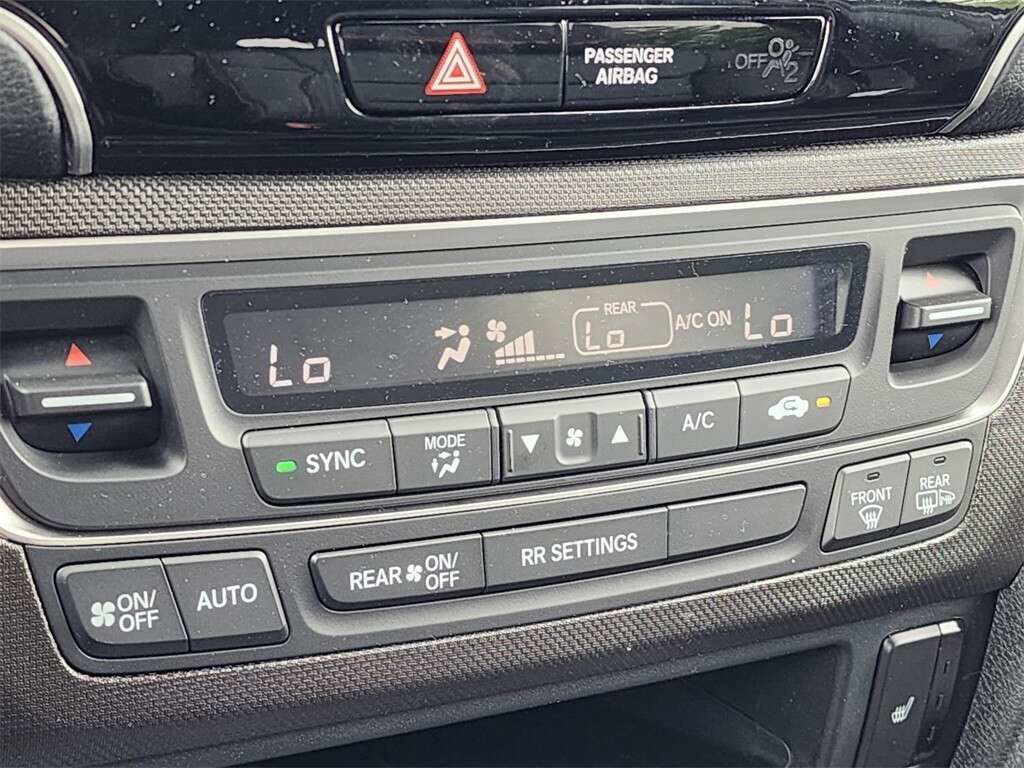 PASSENGER
AIRBAG
OFF
2
Lo
REAR
Lo
A/C ON
Lo
SYNC
MODE
A/C
FRONT
REAR
REAR ON/
OFF
RR SETTINGS
ON/
OFF
AUTO